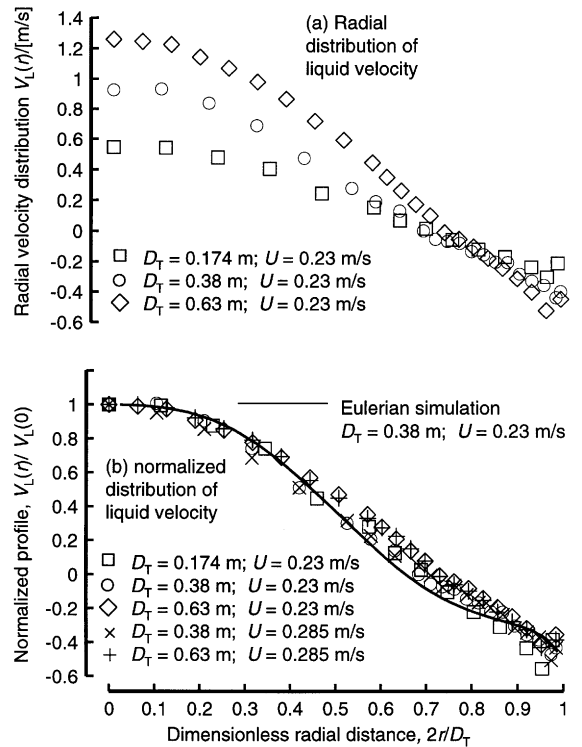 (a) Radial
distribution of
liquid velocity
Radial velocity distribution V_L(r)/[m/s]
1.4
1.2
1
0.8
0.6
0.4
0.2
0
-0.2
-0.4
-0.6
D_T = 0.174 m; U = 0.23 m/s
D_T = 0.38 m; U = 0.23 m/s
D_T = 0.63 m; U = 0.23 m/s
Eulerian simulation
D_T = 0.38 m; U = 0.23 m/s
(b) normalized
distribution of
liquid velocity
Normalized profile, V_L(r)/ V_L(0)
1
0.8
0.6
0.4
0.2
0
-0.2
-0.4
-0.6
D_T = 0.174 m; U = 0.23 m/s
D_T = 0.38 m; U = 0.23 m/s
D_T = 0.63 m; U = 0.23 m/s
D_T = 0.38 m; U = 0.285 m/s
D_T = 0.63 m; U = 0.285 m/s
0 0.1 0.2 0.3 0.4 0.5 0.6 0.7 0.8 0.9 1
Dimensionless radial distance, 2r/D_T